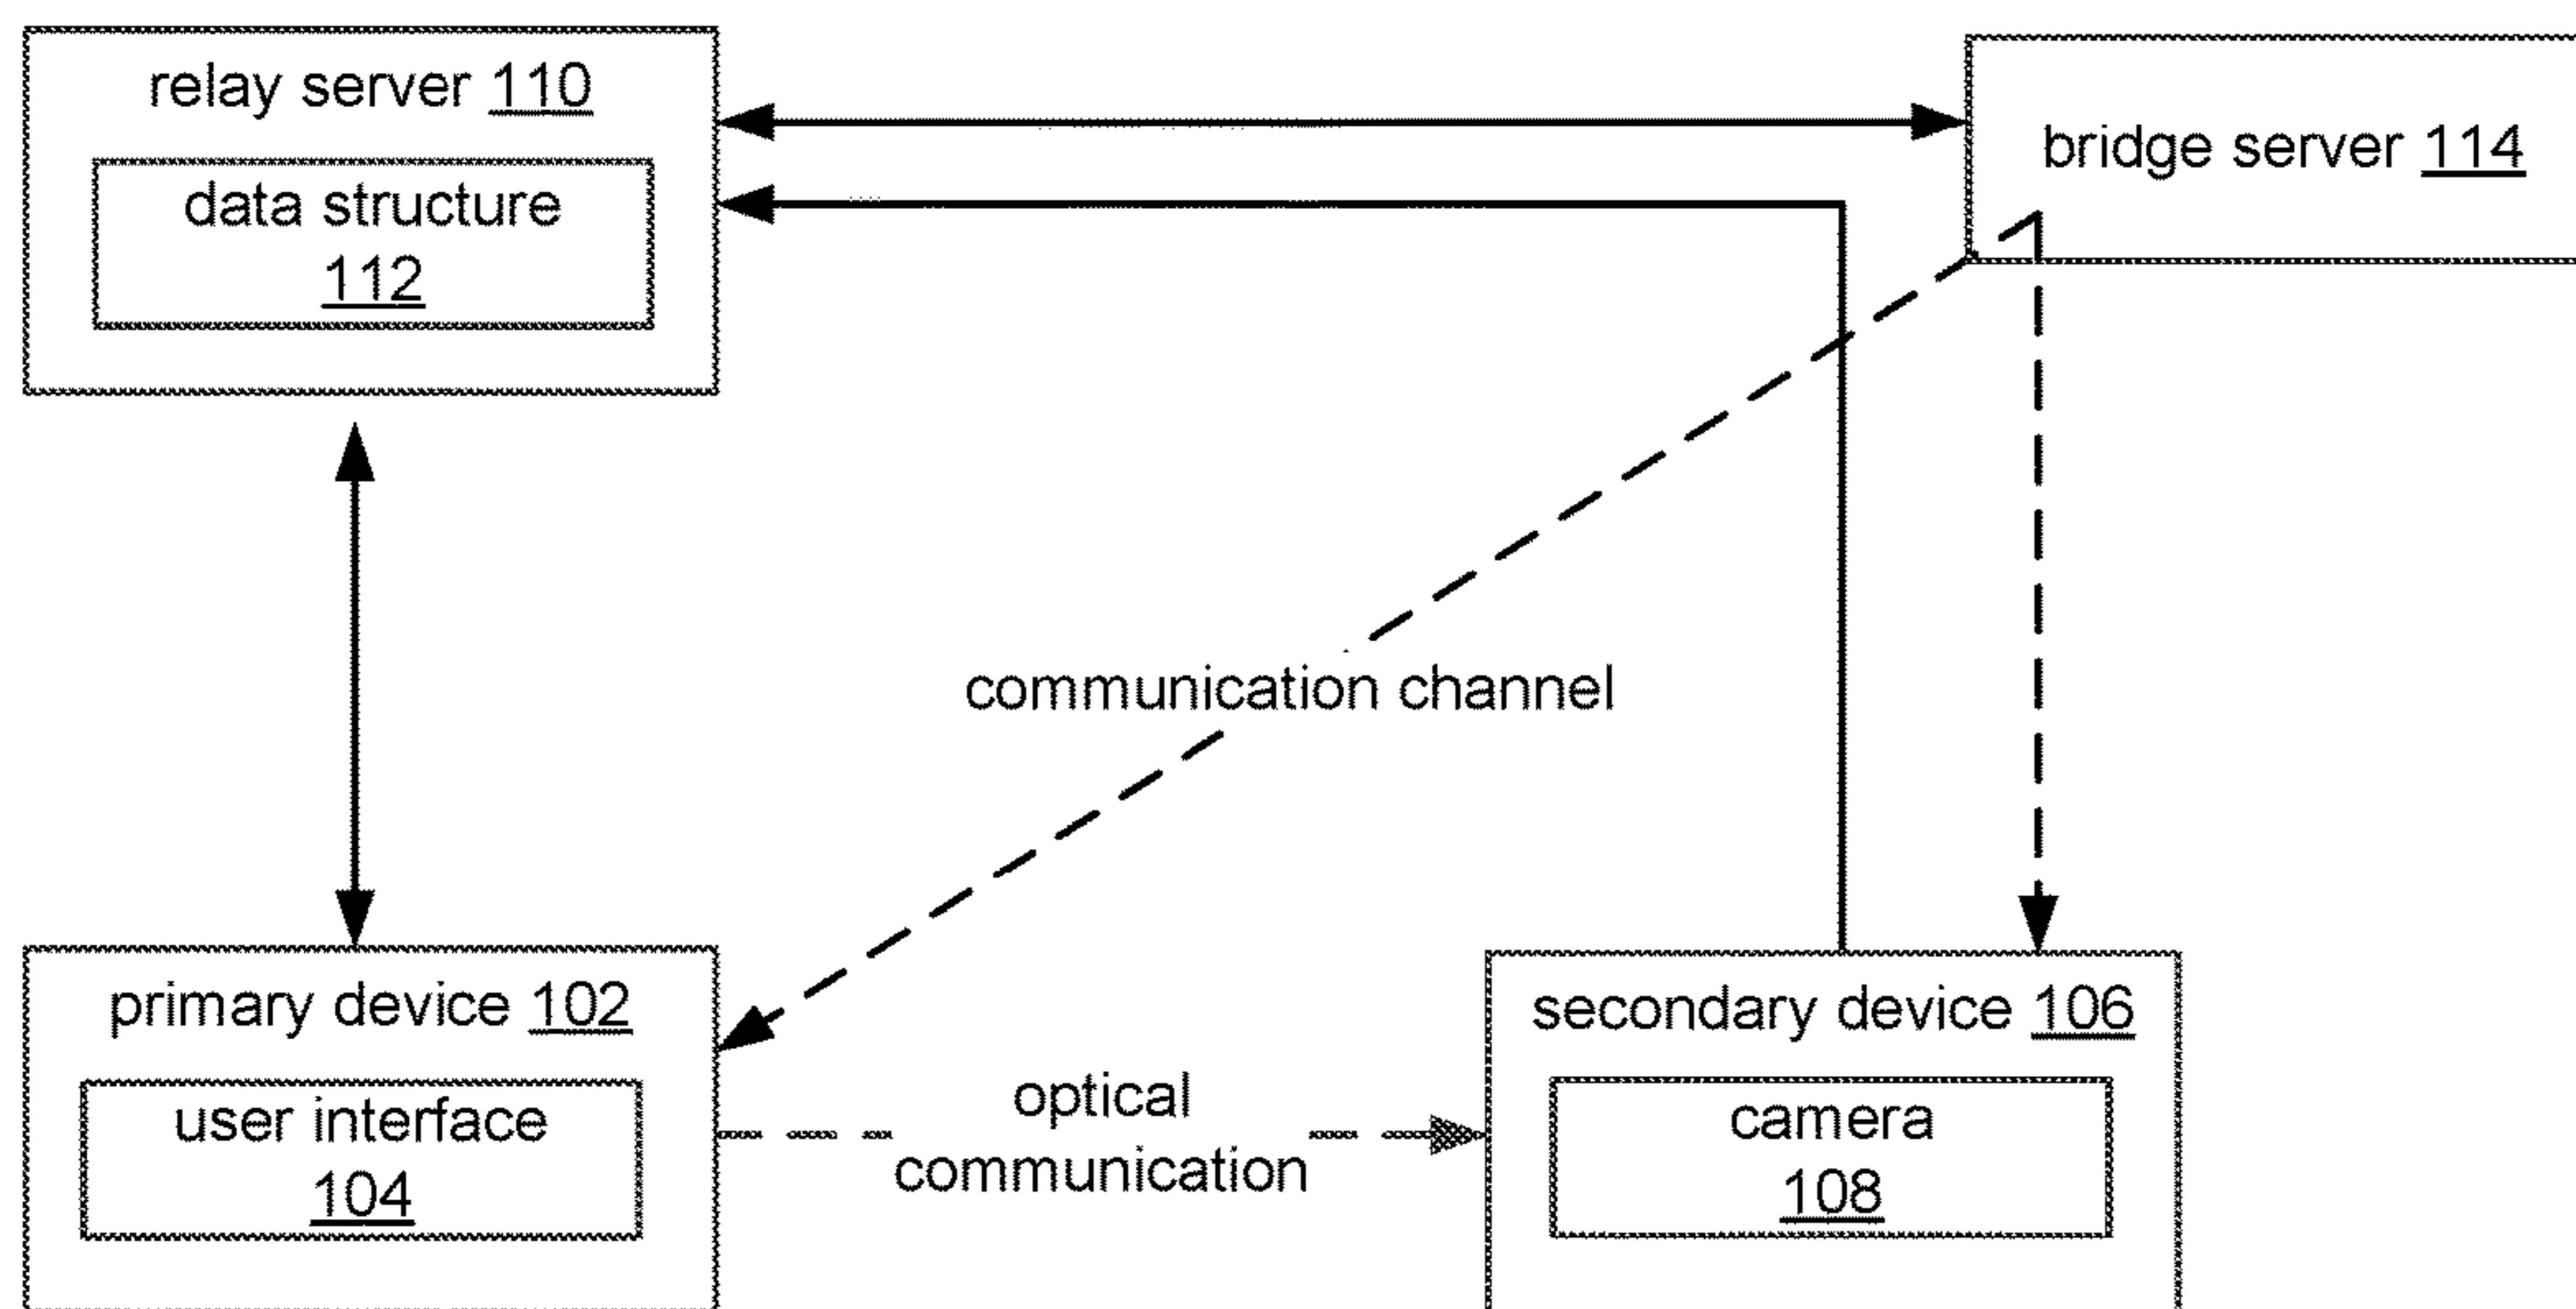 relay server 110
data structure
112
bridge server 114
communication channel
primary device 102
user interface
104
optical
communication
secondary device 106
camera
108